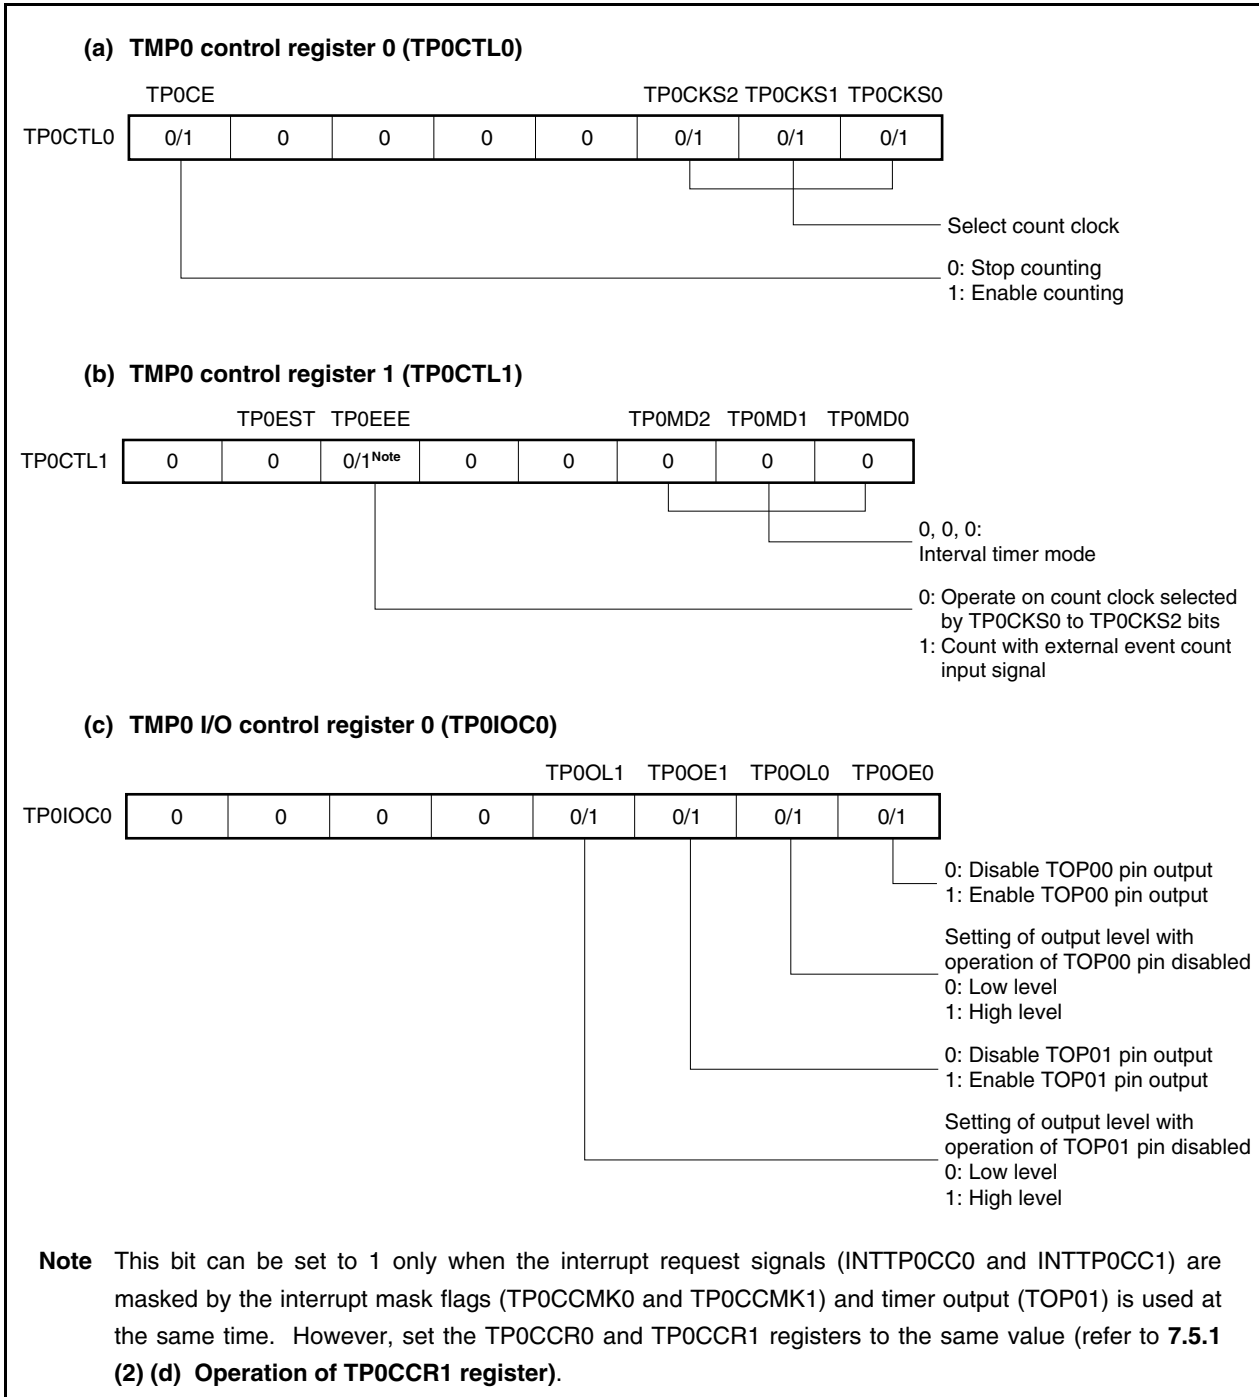 (a) TMP0 control register 0 (TP0CTL0)
TP0CE TP0CKS2 TP0CKS1 TP0CKS0
TP0CTL0 0/1 0 0 0 0 0/1 0/1 0/1
Select count clock
0: Stop counting
1: Enable counting
(b) TMP0 control register 1 (TP0CTL1)
TP0EST TP0EEE TP0MD2 TP0MD1 TP0MD0
TP0CTL1 0 0 0/1Note 0 0 0 0 0
0, 0, 0:
Interval timer mode
0: Operate on count clock selected
by TP0CKS0 to TP0CKS2 bits
1: Count with external event count
input signal
(c) TMP0 I/O control register 0 (TP0IOC0)
TP0OL1 TP0OE1 TP0OL0 TP0OE0
TP0IOC0 0 0 0 0 0/1 0/1 0/1 0/1
0: Disable TOP00 pin output
1: Enable TOP00 pin output
Setting of output level with
operation of TOP00 pin disabled
0: Low level
1: High level
0: Disable TOP01 pin output
1: Enable TOP01 pin output
Setting of output level with
operation of TOP01 pin disabled
0: Low level
1: High level
Note This bit can be set to 1 only when the interrupt request signals (INTTP0CC0 and INTTP0CC1) are
masked by the interrupt mask flags (TP0CCMK0 and TP0CCMK1) and timer output (TOP01) is used at
the same time. However, set the TP0CCR0 and TP0CCR1 registers to the same value (refer to 7.5.1
(2) (d) Operation of TP0CCR1 register).